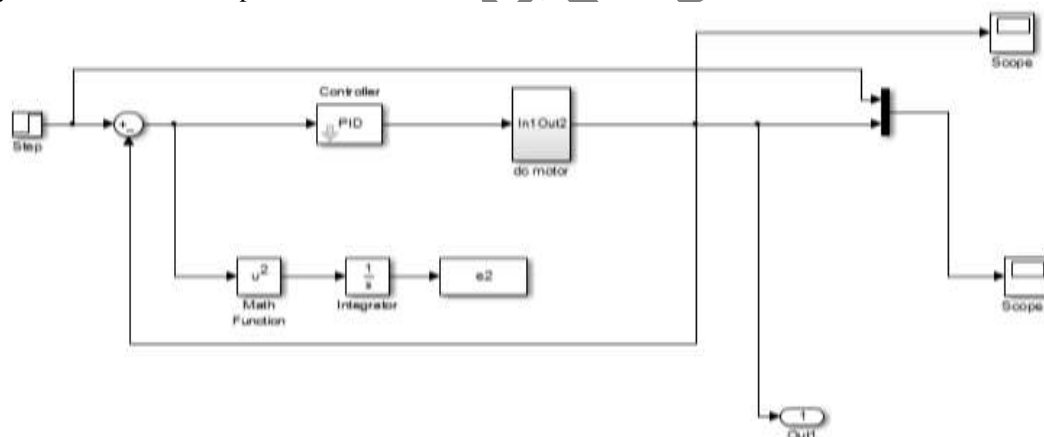 Scope
Controller
PID
In1 Out2
dc motor
Step
+
-
u²
Math
Function
1
s
Integrator
e2
Scope
1
Out1